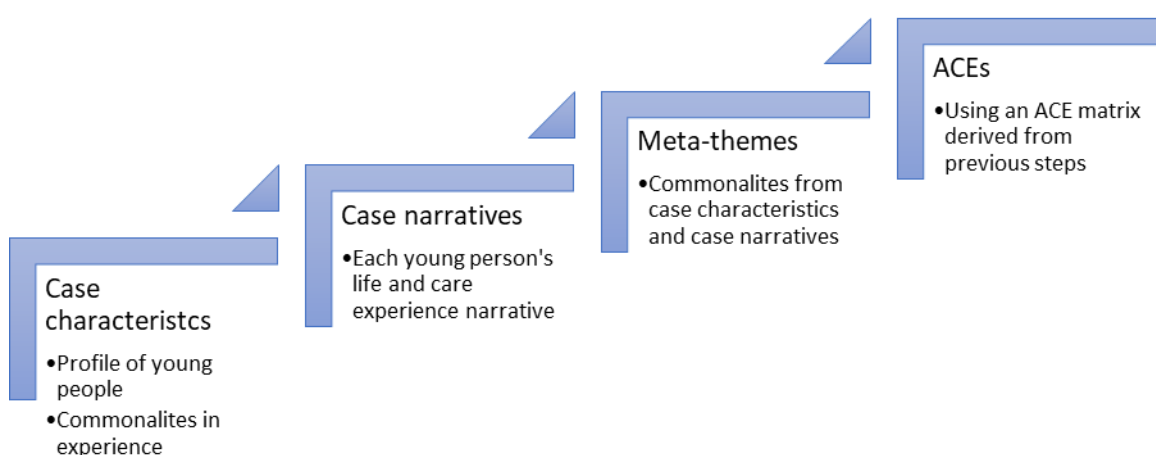 Case
characteristcs
•Profile of young
people
•Commonalites in
experience
Case narratives
•Each young person's
life and care
experience narrative
Meta-themes
•Commonalites from
case characteristics
and case narratives
ACEs
•Using an ACE matrix
derived from
previous steps